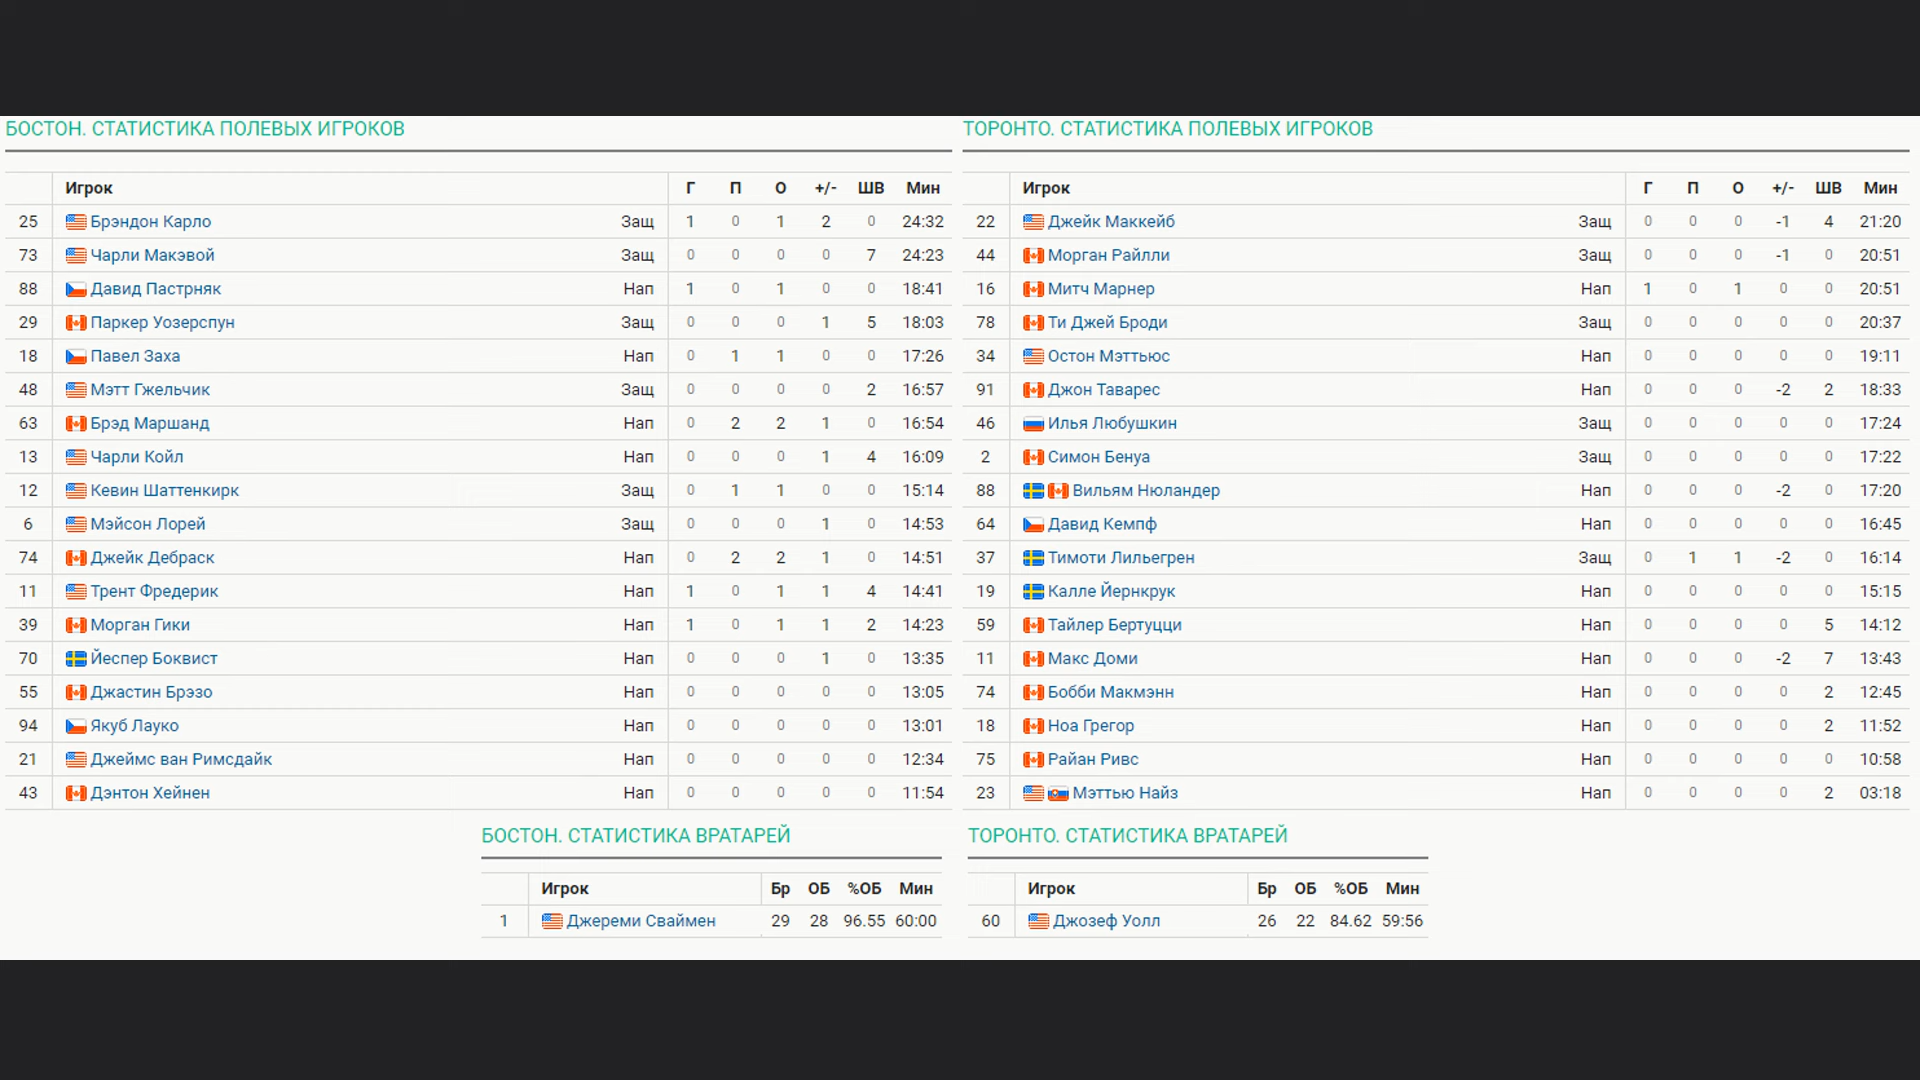 БОСТОН. СТАТИСТИКА ПОЛЕВЫХ ИГРОКОВ
Игрок Г П О +/- ШВ Мин
25 Брэндон Карло Защ 1 0 1 2 0 24:32
73 Чарли Макэвой Защ 0 0 0 0 7 24:23
88 Давид Пастрняк Нап 1 0 1 0 0 18:41
29 Паркер Уозерспун Защ 0 0 0 1 5 18:03
18 Павел Заха Нап 0 1 1 0 0 17:26
48 Мэтт Гжельчик Защ 0 0 0 0 2 16:57
63 Брэд Маршанд Нап 0 2 2 1 0 16:54
13 Чарли Койл Нап 0 0 0 1 4 16:09
12 Кевин Шаттенкирк Защ 0 1 1 0 0 15:14
6 Мэйсон Лорей Защ 0 0 0 1 0 14:53
74 Джейк Дебраск Нап 0 2 2 1 0 14:51
11 Трент Фредерик Нап 1 0 1 1 4 14:41
39 Морган Гики Нап 1 0 1 1 2 14:23
70 Йеспер Боквист Нап 0 0 0 1 0 13:35
55 Джастин Брэзо Нап 0 0 0 0 0 13:05
94 Якуб Лауко Нап 0 0 0 0 0 13:01
21 Джеймс ван Римсдайк Нап 0 0 0 0 0 12:34
43 Дэнтон Хейнен Нап 0 0 0 0 0 11:54
ТОРОНТО. СТАТИСТИКА ПОЛЕВЫХ ИГРОКОВ
Игрок Г П О +/- ШВ Мин
22 Джейк Маккейб Защ 0 0 0 -1 4 21:20
44 Морган Райлли Защ 0 0 0 -1 0 20:51
16 Митч Марнер Нап 1 0 1 0 0 20:51
78 Ти Джей Броди Защ 0 0 0 0 0 20:37
34 Остон Мэттьюс Нап 0 0 0 0 0 19:11
91 Джон Таварес Нап 0 0 0 -2 2 18:33
46 Илья Любушкин Защ 0 0 0 0 0 17:24
2 Симон Бенуа Защ 0 0 0 0 0 17:22
88 Вильям Нюландер Нап 0 0 0 -2 0 17:20
64 Давид Кемпф Нап 0 0 0 0 0 16:45
37 Тимоти Лильегрен Защ 0 1 1 -2 0 16:14
19 Калле Йернкрук Нап 0 0 0 0 0 15:15
59 Тайлер Бертуцци Нап 0 0 0 0 5 14:12
11 Макс Доми Нап 0 0 0 -2 7 13:43
74 Бобби Макмэнн Нап 0 0 0 0 2 12:45
18 Ноа Грегор Нап 0 0 0 0 2 11:52
75 Райан Ривс Нап 0 0 0 0 0 10:58
23 Мэттью Найз Нап 0 0 0 0 2 03:18
БОСТОН. СТАТИСТИКА ВРАТАРЕЙ
Игрок Бр ОБ %ОБ Мин
1 Джереми Сваймен 29 28 96.55 60:00
ТОРОНТО. СТАТИСТИКА ВРАТАРЕЙ
Игрок Бр ОБ %ОБ Мин
60 Джозеф Уолл 26 22 84.62 59:56